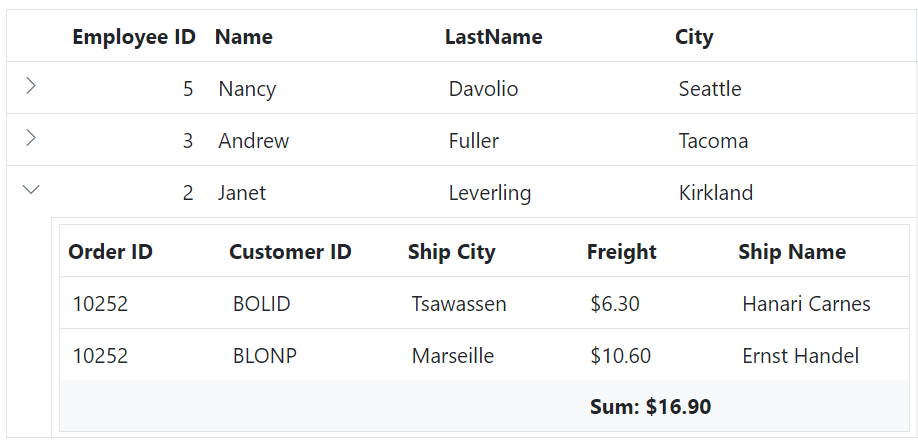 Employee ID Name LastName City
5 Nancy Davolio Seattle
3 Andrew Fuller Tacoma
2 Janet Leverling Kirkland
Order ID Customer ID Ship City Freight Ship Name
10252 BOLID Tsawassen $6.30 Hanari Carnes
10252 BLONP Marseille $10.60 Ernst Handel
Sum: $16.90